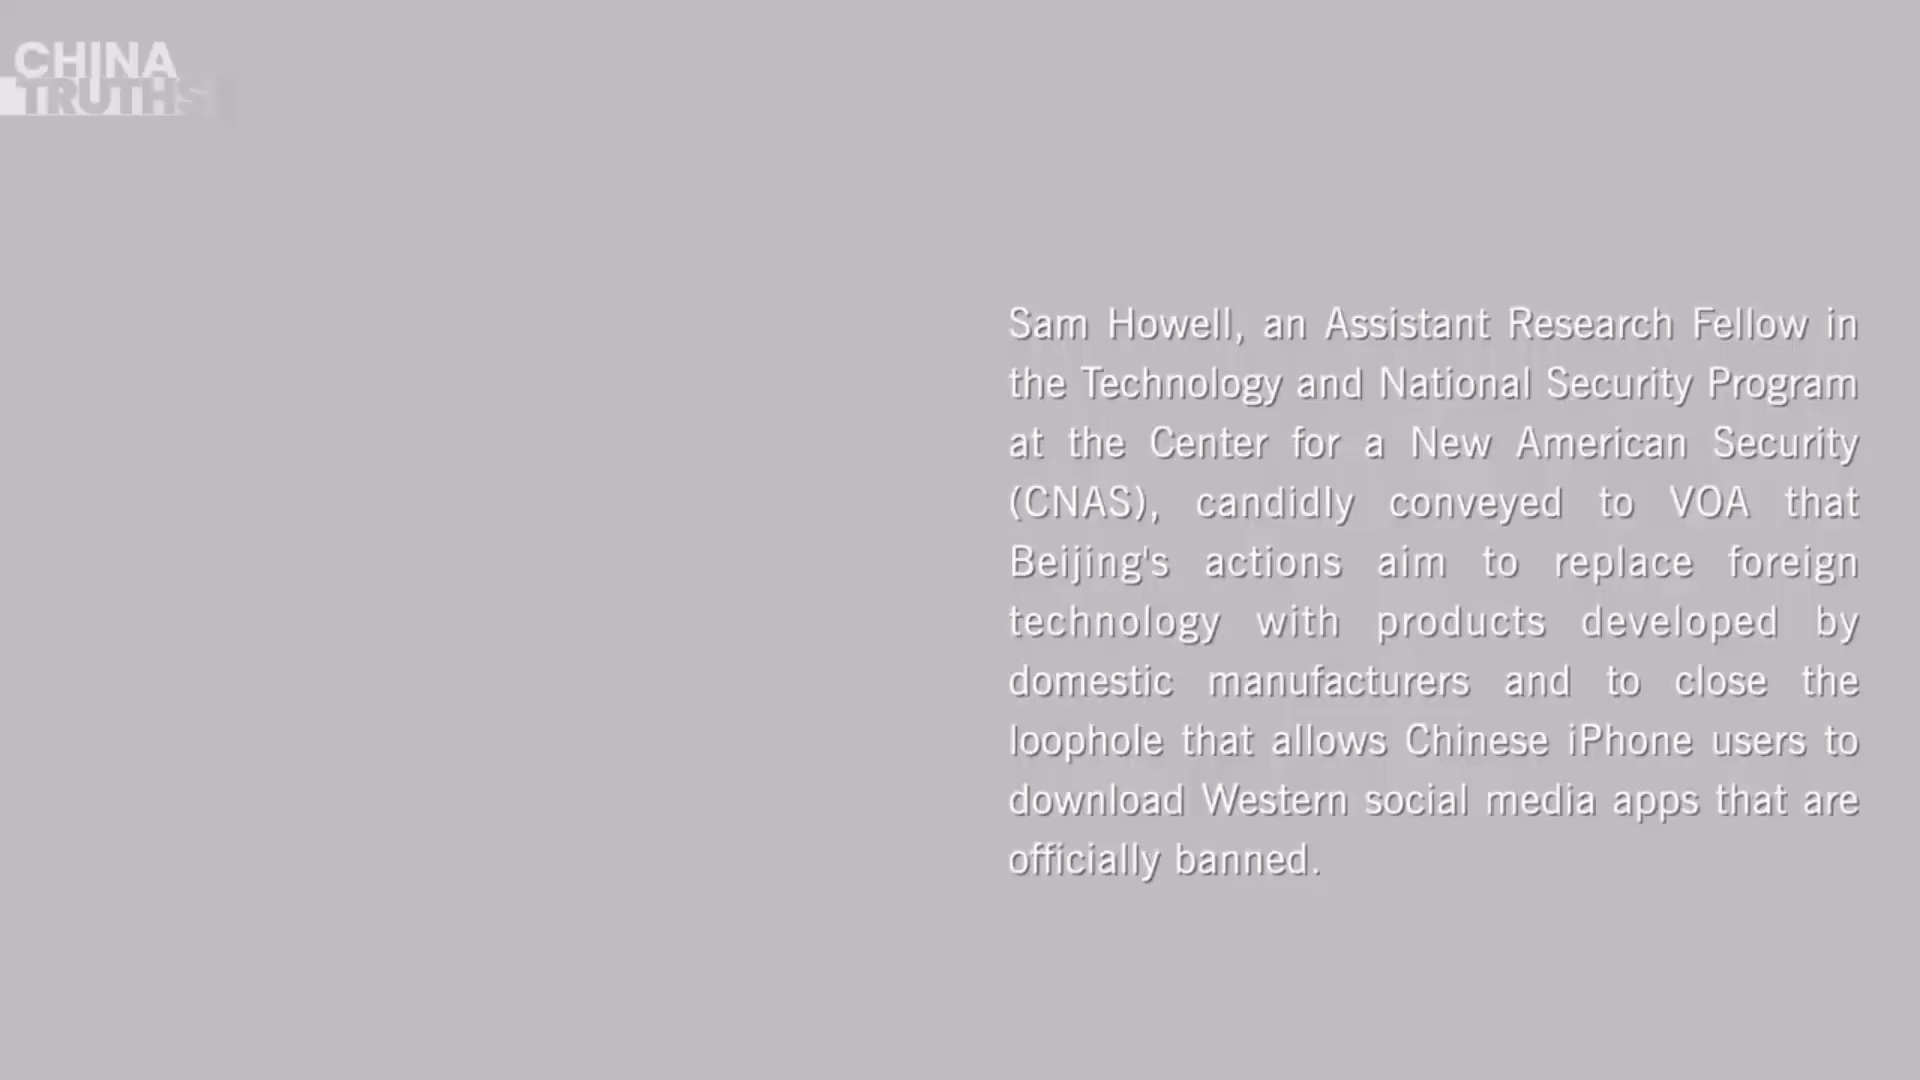 CHINA
TRUTHS
Sam Howell, an Assistant Research Fellow in
the Technology and National Security Program
at the Center for a New American Security
(CNAS), candidly conveyed to VOA that
Beijing's actions aim to replace foreign
technology with products developed by
domestic manufacturers and to close the
loophole that allows Chinese iPhone users to
download Western social media apps that are
officially banned.